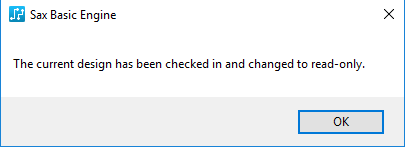 Sax Basic Engine
The current design has been checked in and changed to read-only.
OK